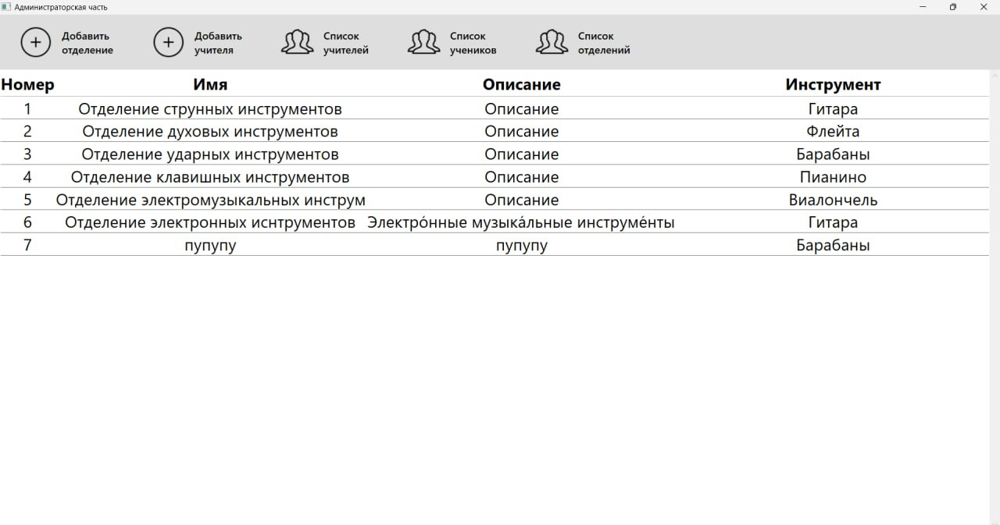 Администраторская часть
Добавить отделение
Добавить учителя
Список учителей
Список учеников
Список отделений
Номер Имя Описание Инструмент
1 Отделение струнных инструментов Описание Гитара
2 Отделение духовых инструментов Описание Флейта
3 Отделение ударных инструментов Описание Барабаны
4 Отделение клавишных инструментов Описание Пианино
5 Отделение электромузыкальных инструм Описание Виалончель
6 Отделение электронных иснтрументов Электро́нные музыка́льные инструме́нты Гитара
7 пупупу пупупу Барабаны